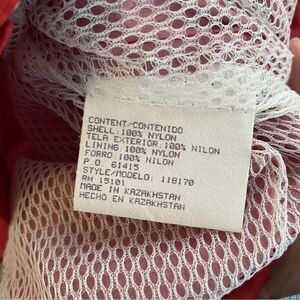 CONTENT/CONTENIDO
SHELL:100% NYLON
TELA EXTERIOR:100% NILON
LINING:100% NYLON
FORRO:100% NILON
P.O. 61415
STYLE/MODELO: 118170
RN 15101
MADE IN KAZAKHSTAN
HECHO EN KAZAKHSTAN